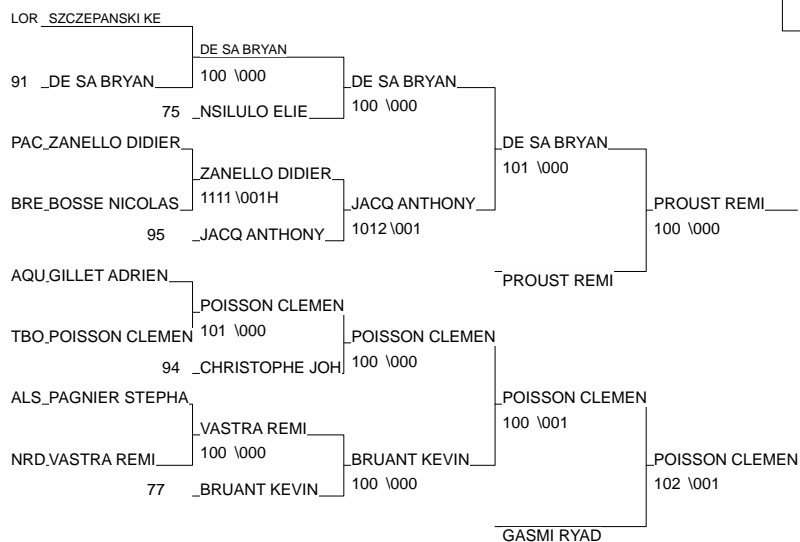 LOR SZCZEPANSKI KE
DE SA BRYAN
100 \000
91 DE SA BRYAN
DE SA BRYAN
100 \000
75 NSILULO ELIE
PAC ZANELLO DIDIER
DE SA BRYAN
101 \000
ZANELLO DIDIER
1111 \001H
BRE BOSSE NICOLAS
JACQ ANTHONY
1012 \001
PROUST REMI
100 \000
95 JACQ ANTHONY
AQU GILLET ADRIEN
PROUST REMI
POISSON CLEMEN
101 \000
TBO POISSON CLEMEN
POISSON CLEMEN
100 \000
94 CHRISTOPHE JOH
ALS PAGNIER STEPHA
POISSON CLEMEN
100 \001
VASTRA REMI
100 \000
NRD VASTRA REMI
BRUANT KEVIN
100 \000
POISSON CLEMEN
102 \001
77 BRUANT KEVIN
GASMI RYAD